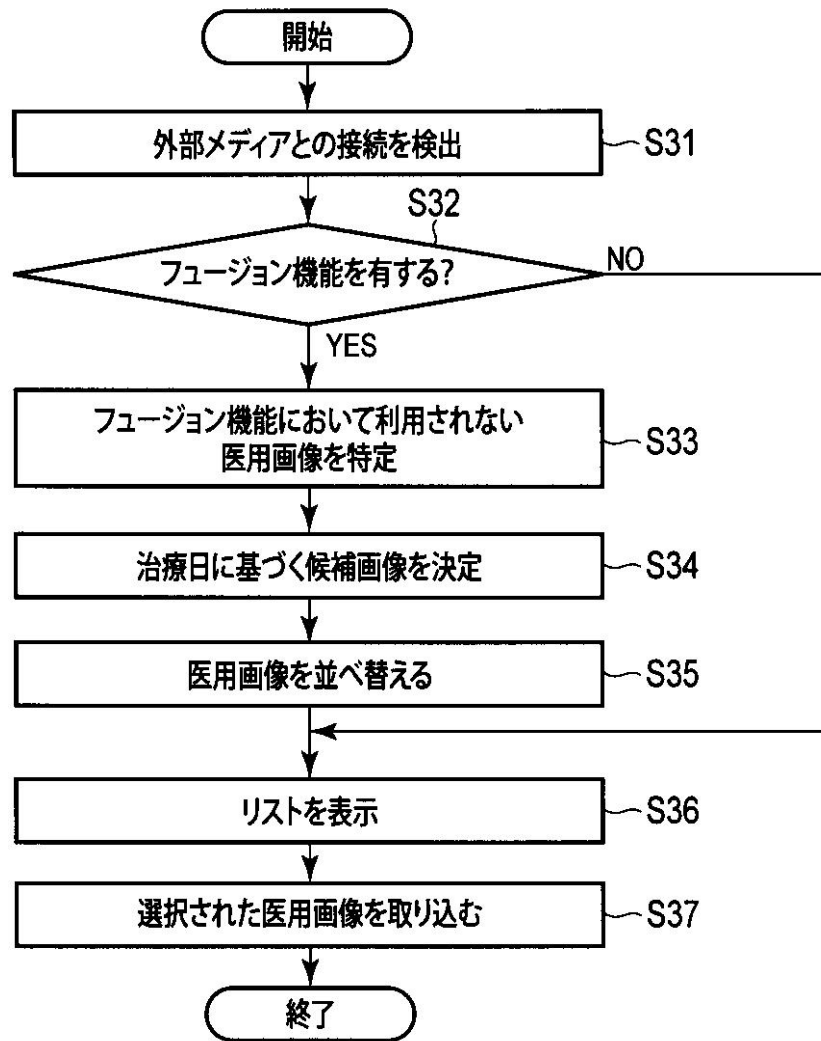 開始
外部メディアとの接続を検出
S31
S32
フュージョン機能を有する?
NO
YES
フュージョン機能において利用されない
医用画像を特定
S33
治療日に基づく候補画像を決定
S34
医用画像を並べ替える
S35
リストを表示
S36
選択された医用画像を取り込む
S37
終了